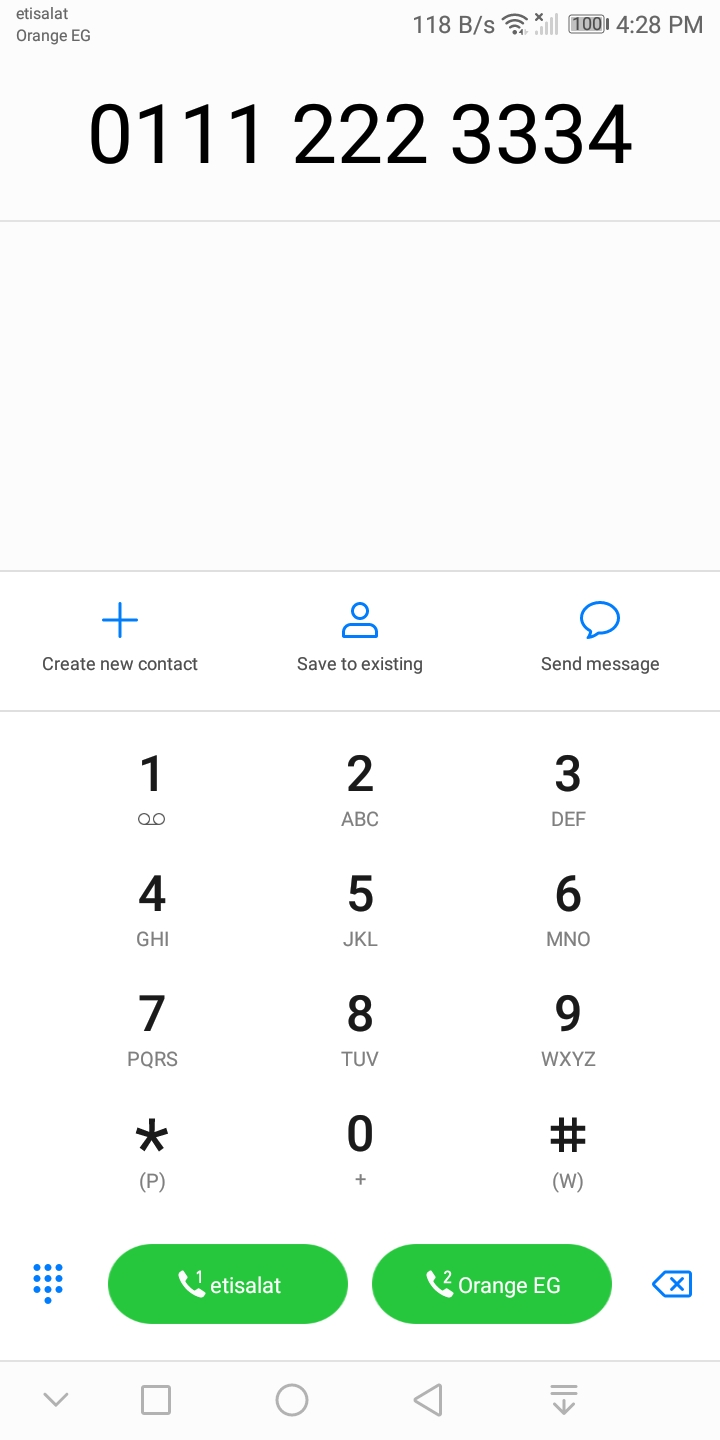 etisalat
Orange EG
118 B/s 100 4:28 PM
0111 222 3334
Create new contact Save to existing Send message
1 2 3
ABC DEF
4 5 6
GHI JKL MNO
7 8 9
PQRS TUV WXYZ
* 0 #
(P) + (W)
1 etisalat 2 Orange EG